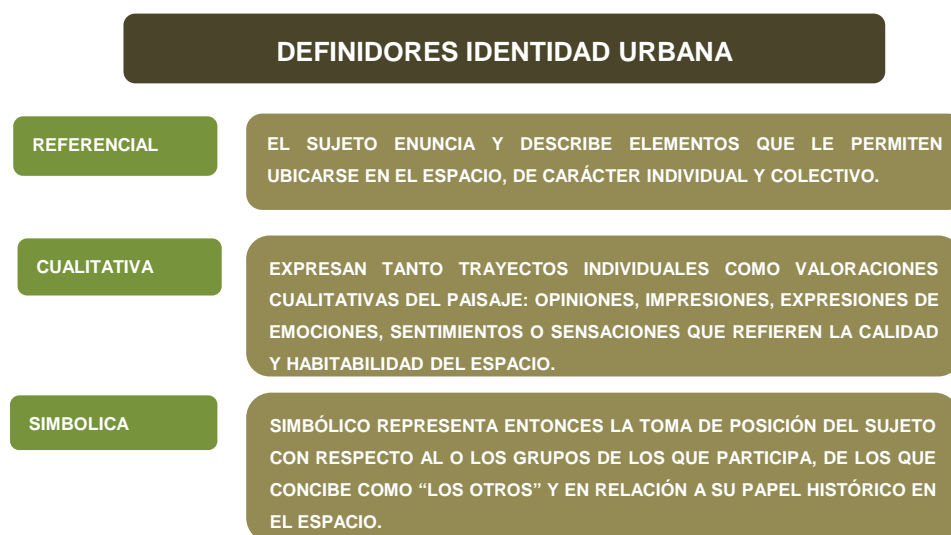 DEFINIDORES IDENTIDAD URBANA
REFERENCIAL
EL SUJETO ENUNCIA Y DESCRIBE ELEMENTOS QUE LE PERMITEN
UBICARSE EN EL ESPACIO, DE CARÁCTER INDIVIDUAL Y COLECTIVO.
CUALITATIVA
EXPRESAN TANTO TRAYECTOS INDIVIDUALES COMO VALORACIONES
CUALITATIVAS DEL PAISAJE: OPINIONES, IMPRESIONES, EXPRESIONES DE
EMOCIONES, SENTIMIENTOS O SENSACIONES QUE REFIEREN LA CALIDAD
Y HABITABILIDAD DEL ESPACIO.
SIMBOLICA
SIMBÓLICO REPRESENTA ENTONCES LA TOMA DE POSICIÓN DEL SUJETO
CON RESPECTO AL O LOS GRUPOS DE LOS QUE PARTICIPA, DE LOS QUE
CONCIBE COMO “LOS OTROS” Y EN RELACIÓN A SU PAPEL HISTÓRICO EN
EL ESPACIO.